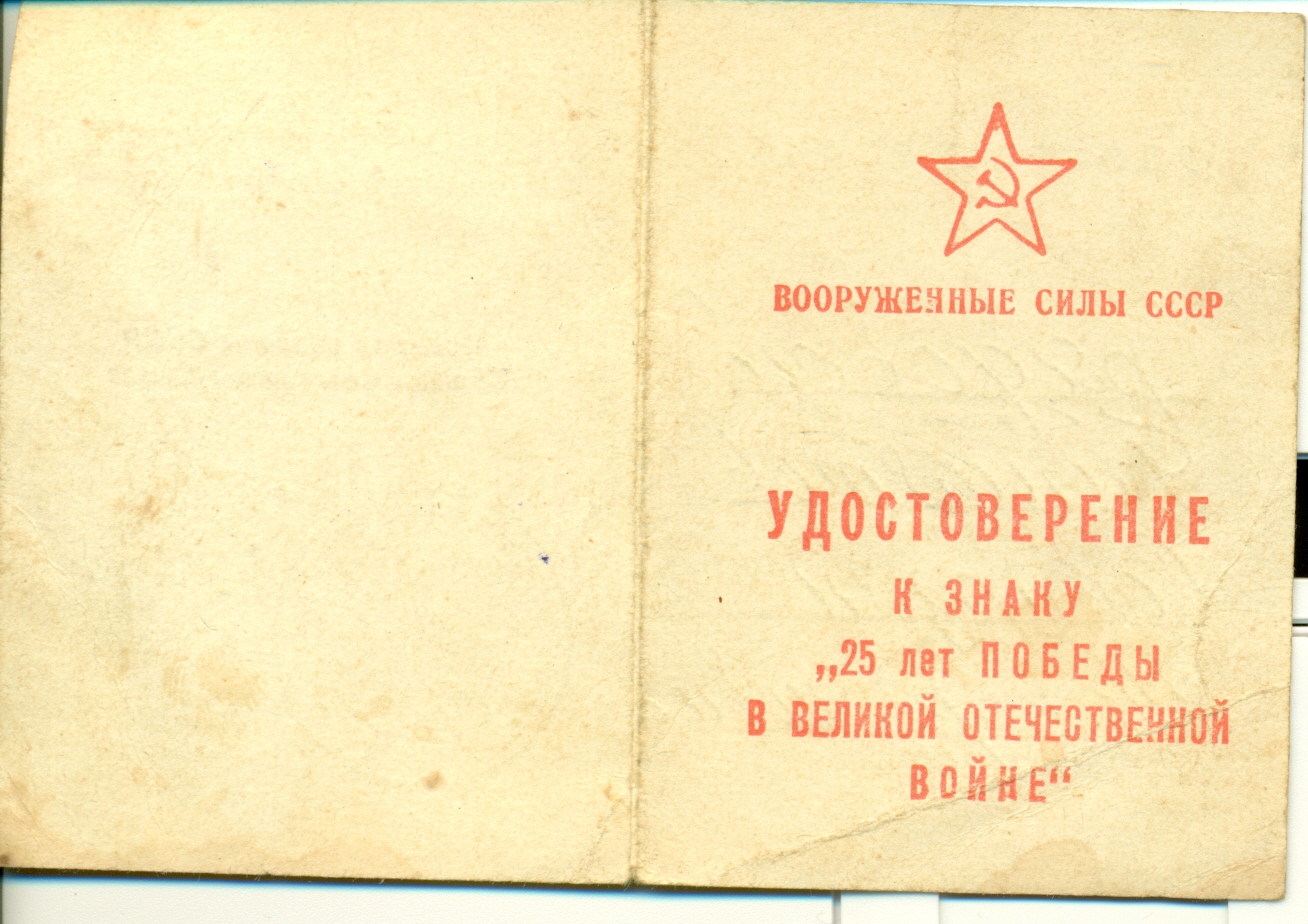 ВООРУЖЕННЫЕ СИЛЫ СССР
УДОСТОВЕРЕНИЕ
К ЗНАКУ
„25 лет ПОБЕДЫ
В ВЕЛИКОЙ ОТЕЧЕСТВЕННОЙ
ВОЙНЕ“